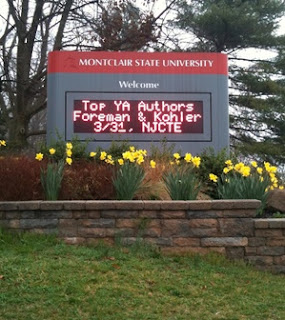 MONTCLAIR STATE UNIVERSITY
Welcome
Top YA Authors
Foreman & Kohler
3/31, NJCTE